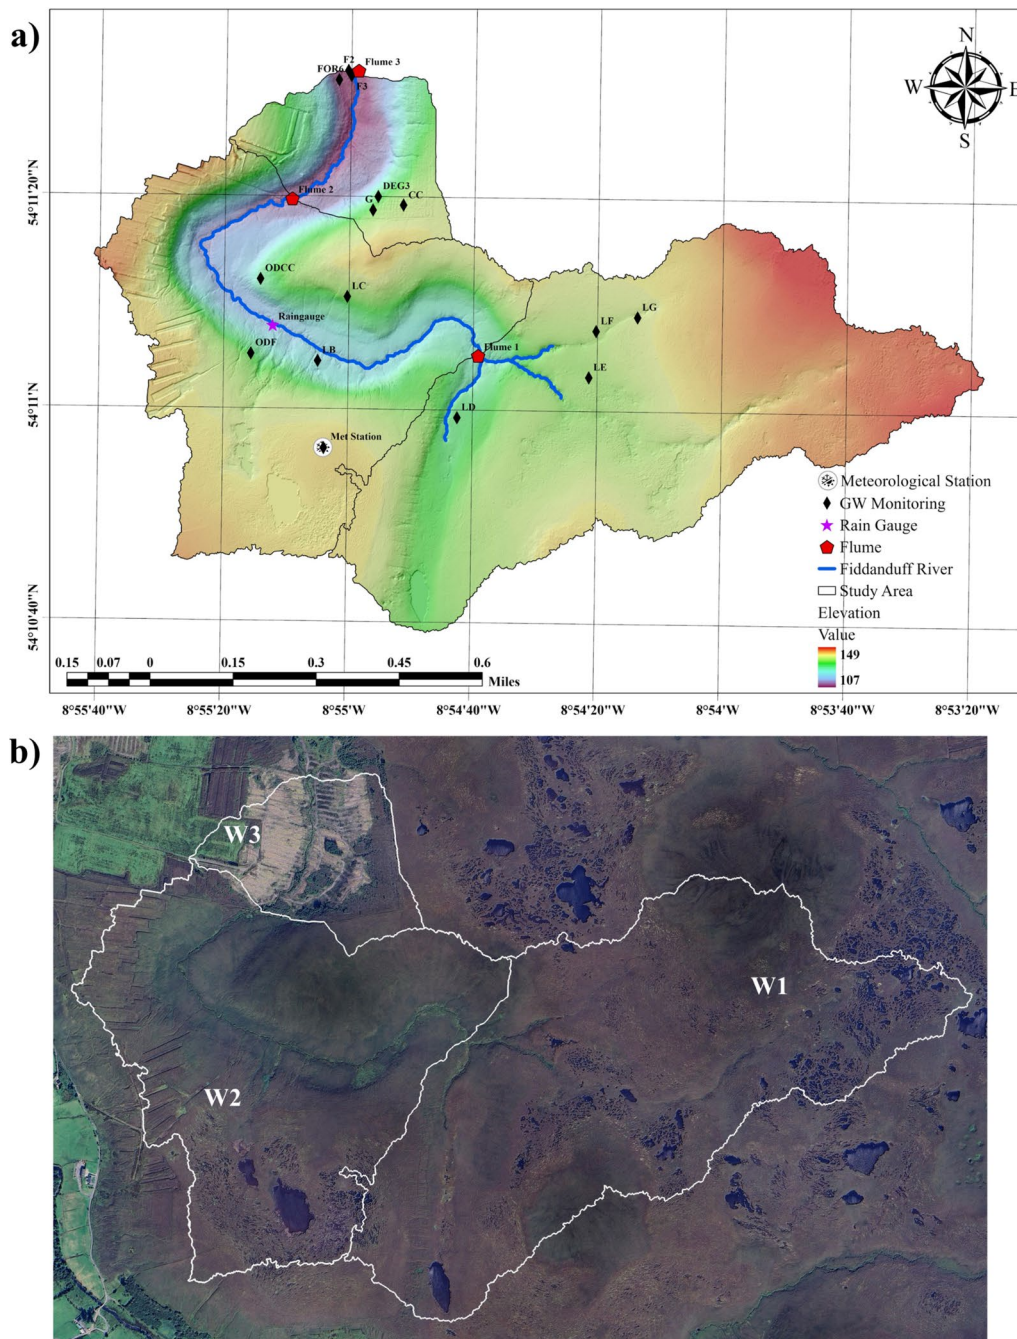 a)
N
W
E
S
F2
Flume 3
FOR6
F3
54°11'20"N
Flume 2
DEG3
G
CC
ODCC
LC
LG
LF
Raingauge
ODF
LB
Flume 1
LE
54°11'N
LD
Met Station
Meteorological Station
GW Monitoring
Rain Gauge
Flume
Fiddanduff River
Study Area
Elevation
Value
149
107
54°10'40"N
0.15 0.07 0 0.15 0.3 0.45 0.6
Miles
8°55'40"W 8°55'20"W 8°55'W 8°54'40"W 8°54'20"W 8°54'W 8°53'40"W 8°53'20"W
b)
W3
W1
W2